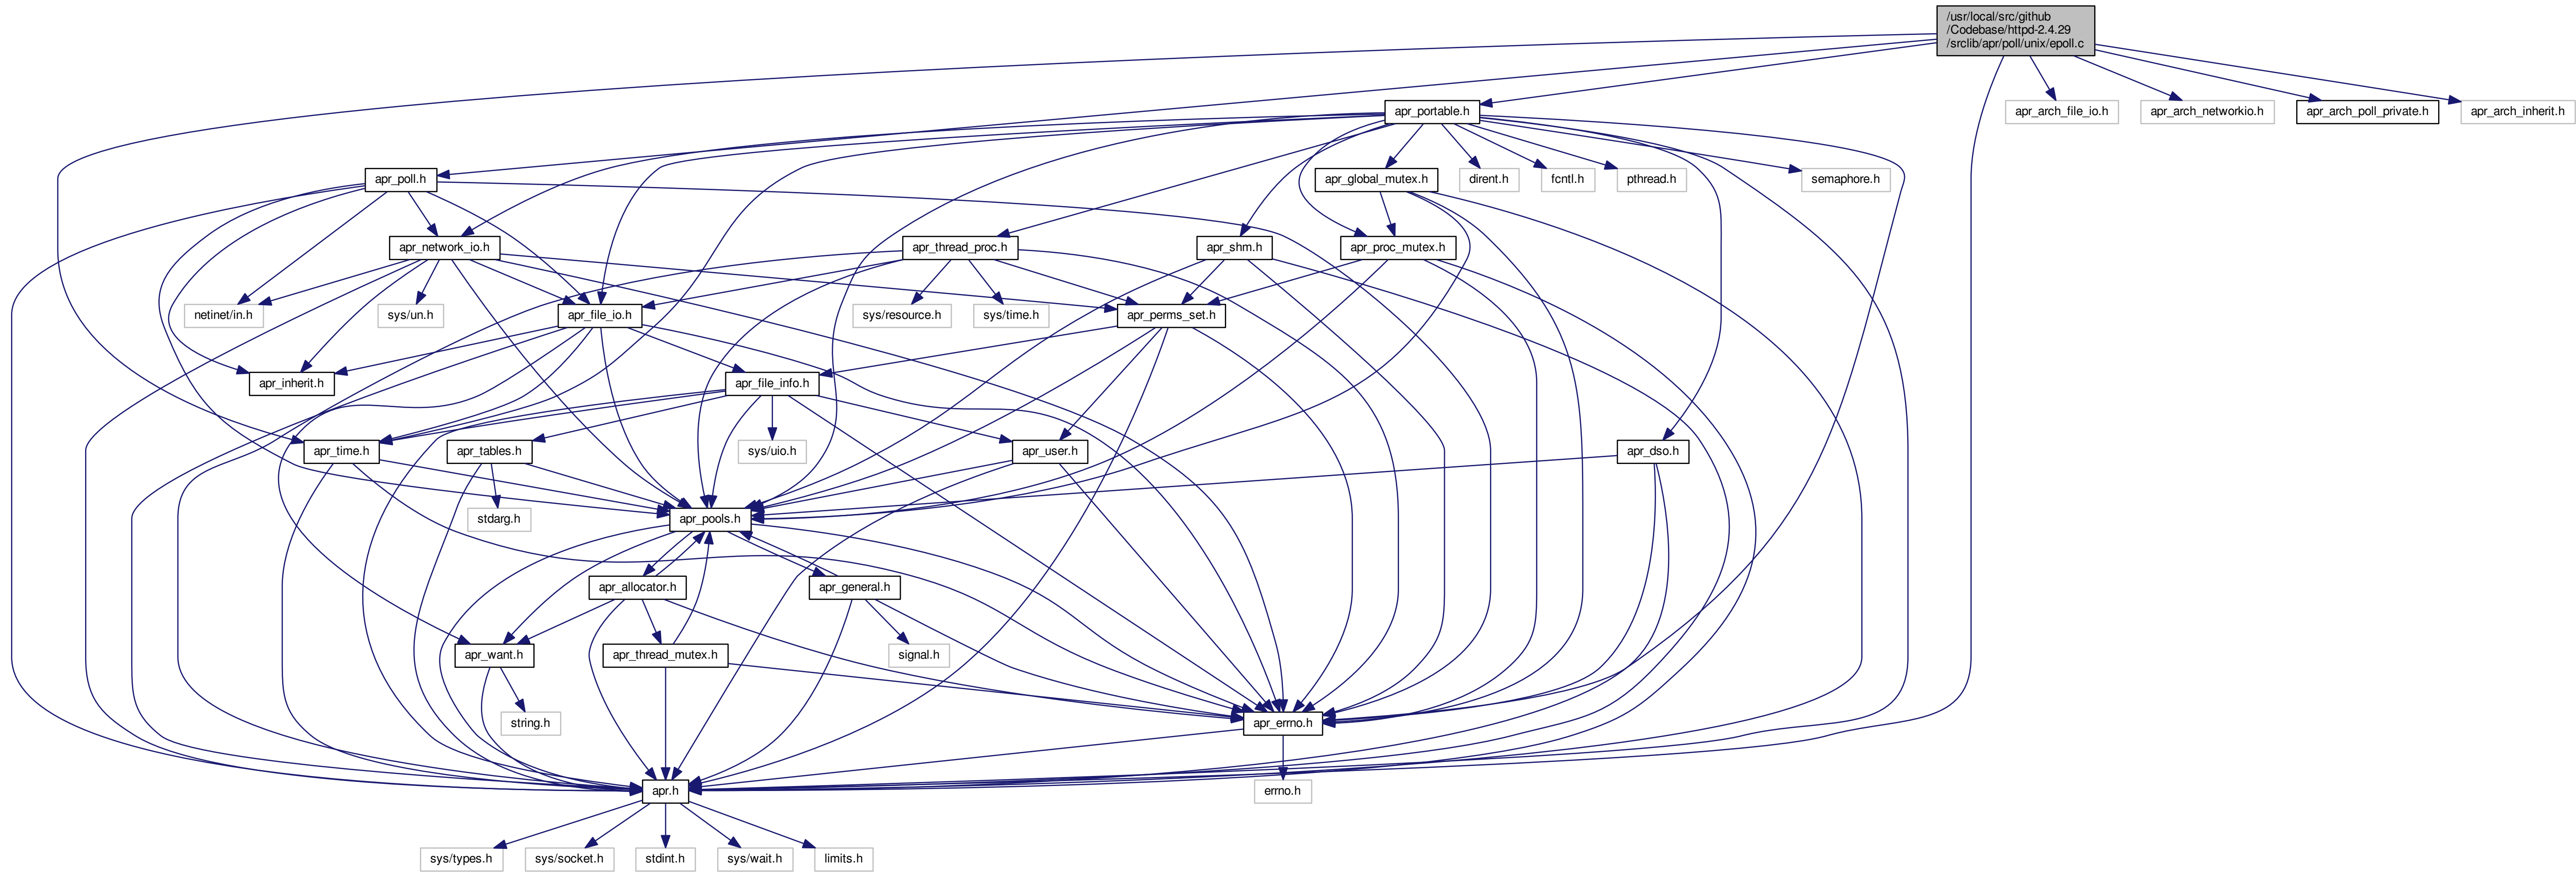 /usr/local/src/github
/Codebase/httpd-2.4.29
/srclib/apr/poll/unix/epoll.c
apr_portable.h
apr_arch_file_io.h
apr_arch_networkio.h
apr_arch_poll_private.h
apr_arch_inherit.h
apr_poll.h
apr_global_mutex.h
dirent.h
fcntl.h
pthread.h
semaphore.h
apr_network_io.h
apr_thread_proc.h
apr_shm.h
apr_proc_mutex.h
netinet/in.h
sys/un.h
apr_file_io.h
sys/resource.h
sys/time.h
apr_perms_set.h
apr_inherit.h
apr_file_info.h
apr_time.h
apr_tables.h
sys/uio.h
apr_user.h
apr_dso.h
stdarg.h
apr_pools.h
apr_allocator.h
apr_general.h
apr_want.h
apr_thread_mutex.h
signal.h
string.h
apr_errno.h
apr.h
errno.h
sys/types.h
sys/socket.h
stdint.h
sys/wait.h
limits.h